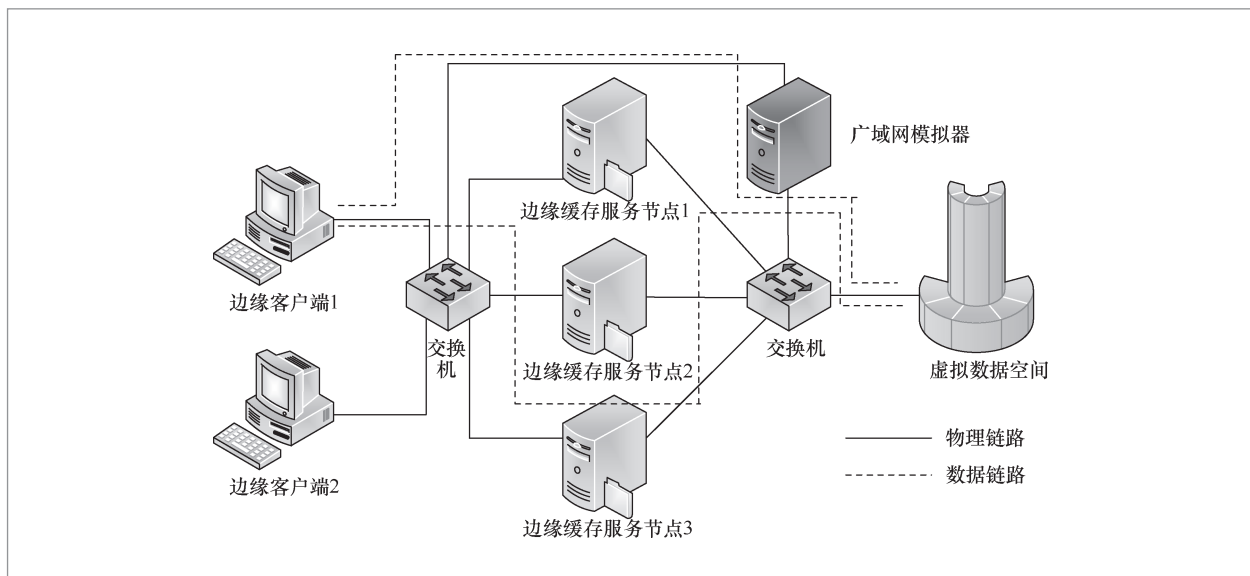 广域网模拟器
边缘缓存服务节点1
边缘客户端1
交换
机
边缘缓存服务节点2
交换机
虚拟数据空间
物理链路
数据链路
边缘客户端2
边缘缓存服务节点3